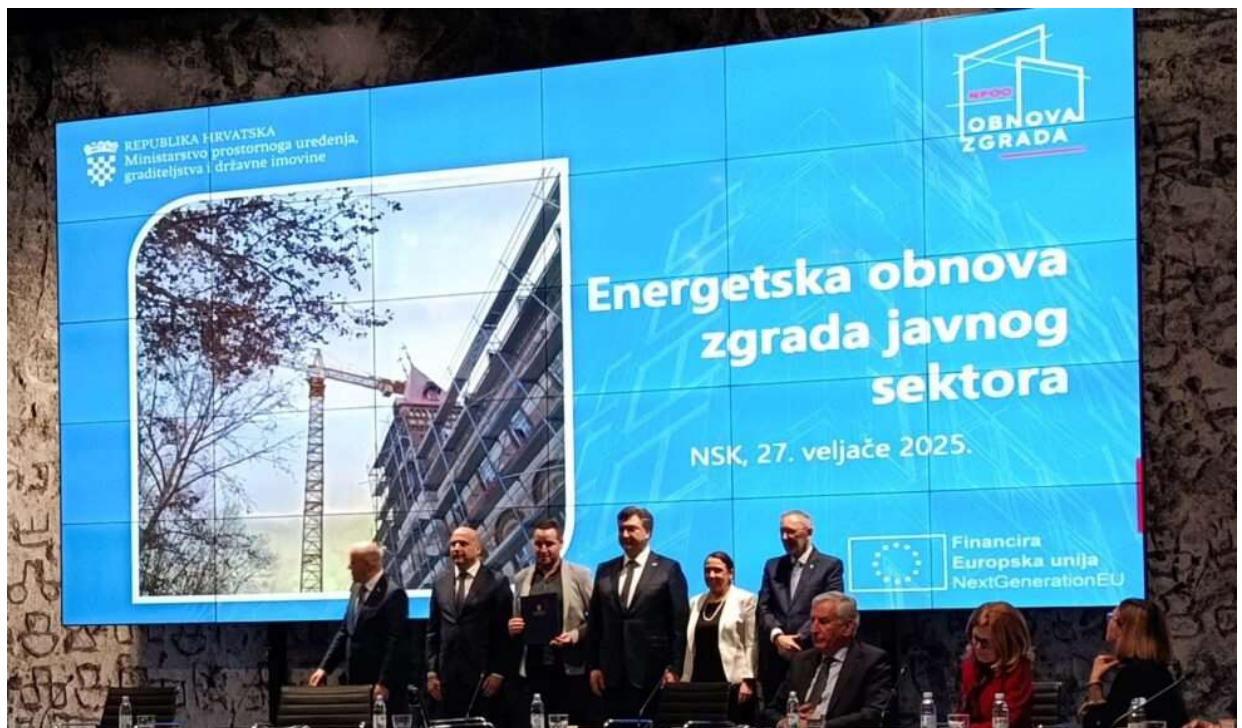 REPUBLIKA HRVATSKA
Ministarstvo prostornoga uređenja,
graditeljstva i državne imovine
NPOO
OBNOVA
ZGRADA
Energetska obnova
zgrada javnog
sektora
NSK, 27. veljače 2025.
Financira
Europska unija
NextGenerationEU